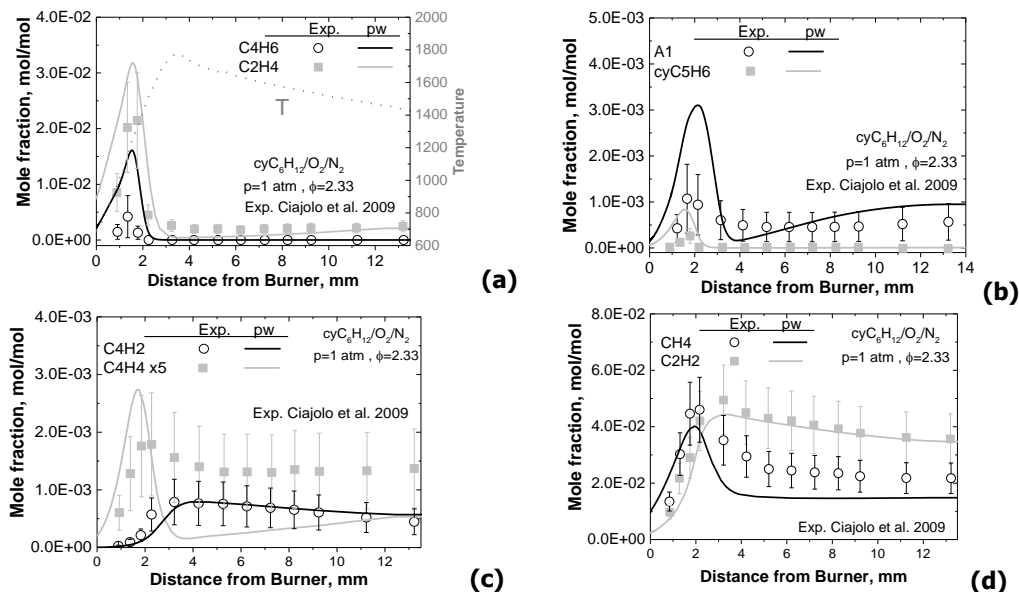 4.0E-02
3.0E-02
2.0E-02
1.0E-02
0.0E+00
Mole fraction, mol/mol
Exp. pw
C4H6
C2H4
T
cyC6H12/O2/N2
p=1 atm , ϕ=2.33
Exp. Ciajolo et al. 2009
2000
1800
1600
1400
1200
1000
800
600
Temperature
0 2 4 6 8 10 12
Distance from Burner, mm
(a)
5.0E-03
4.0E-03
3.0E-03
2.0E-03
1.0E-03
0.0E+00
Mole fraction, mol/mol
Exp. pw
A1
cyC5H6
cyC6H12/O2/N2
p=1 atm , ϕ=2.33
Exp. Ciajolo et al. 2009
0 2 4 6 8 10 12 14
Distance from Burner, mm
(b)
4.0E-03
3.0E-03
2.0E-03
1.0E-03
0.0E+00
Mole fraction, mol/mol
Exp. pw
C4H2
C4H4 x5
cyC6H12/O2/N2
p=1 atm , ϕ=2.33
Exp. Ciajolo et al. 2009
0 2 4 6 8 10 12
Distance from Burner, mm
(c)
8.0E-02
6.0E-02
4.0E-02
2.0E-02
0.0E+00
Mole fraction, mol/mol
Exp. pw
CH4
C2H2
cyC6H12/O2/N2
p=1 atm , ϕ=2.33
Exp. Ciajolo et al. 2009
0 2 4 6 8 10 12
Distance from Burner, mm
(d)